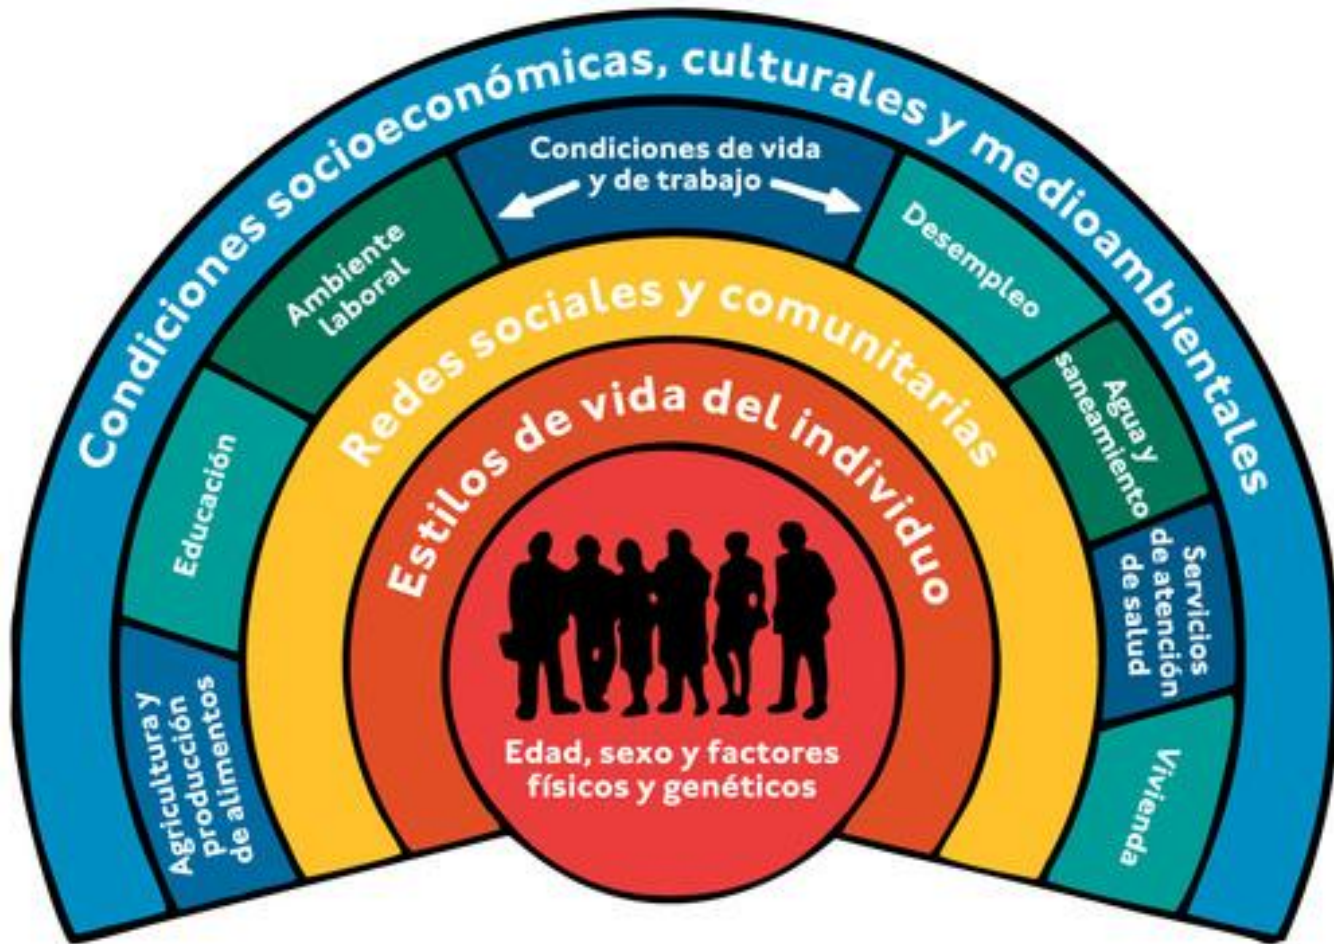 Condiciones socioeconómicas, culturales y medioambientales
Condiciones de vida
y de trabajo
Agricultura y
producción
de alimentos
Educación
Ambiente
laboral
Desempleo
Agua y
saneamiento
Servicios
de atención
de salud
Vivienda
Redes sociales y comunitarias
Estilos de vida del individuo
Edad, sexo y factores
físicos y genéticos